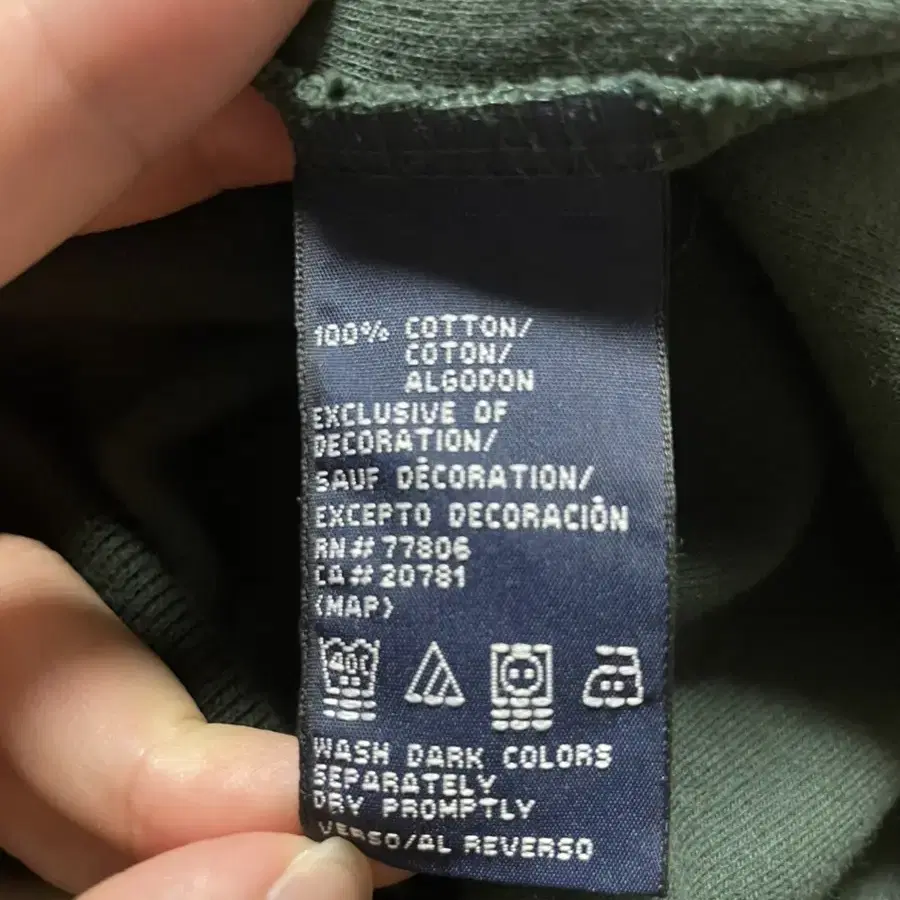 100% COTTON/
COTON/
ALGODON
EXCLUSIVE OF
DECORATION/
SAUF DÉCORATION/
EXCEPTO DECORACIÓN
RN#77806
CA#20781
(MAP)
40C
WASH DARK COLORS
SEPARATELY
DRY PROMPTLY
VERSO/AL REVERSO